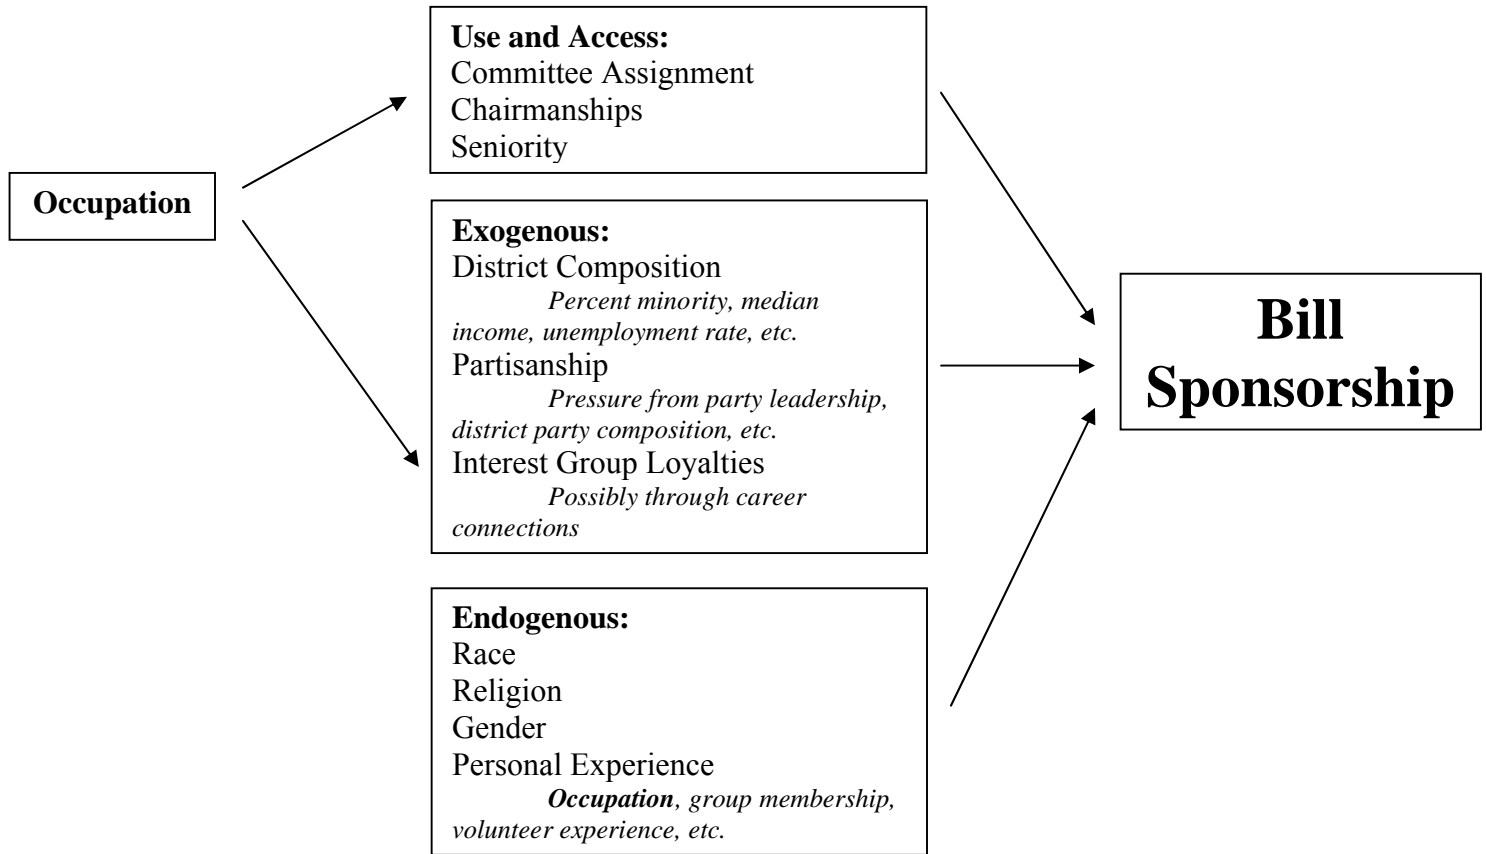 Occupation
Use and Access:
Committee Assignment
Chairmanships
Seniority
Exogenous:
District Composition
Percent minority, median
income, unemployment rate, etc.
Partisanship
Pressure from party leadership,
district party composition, etc.
Interest Group Loyalties
Possibly through career
connections
Endogenous:
Race
Religion
Gender
Personal Experience
Occupation, group membership,
volunteer experience, etc.
Bill
Sponsorship